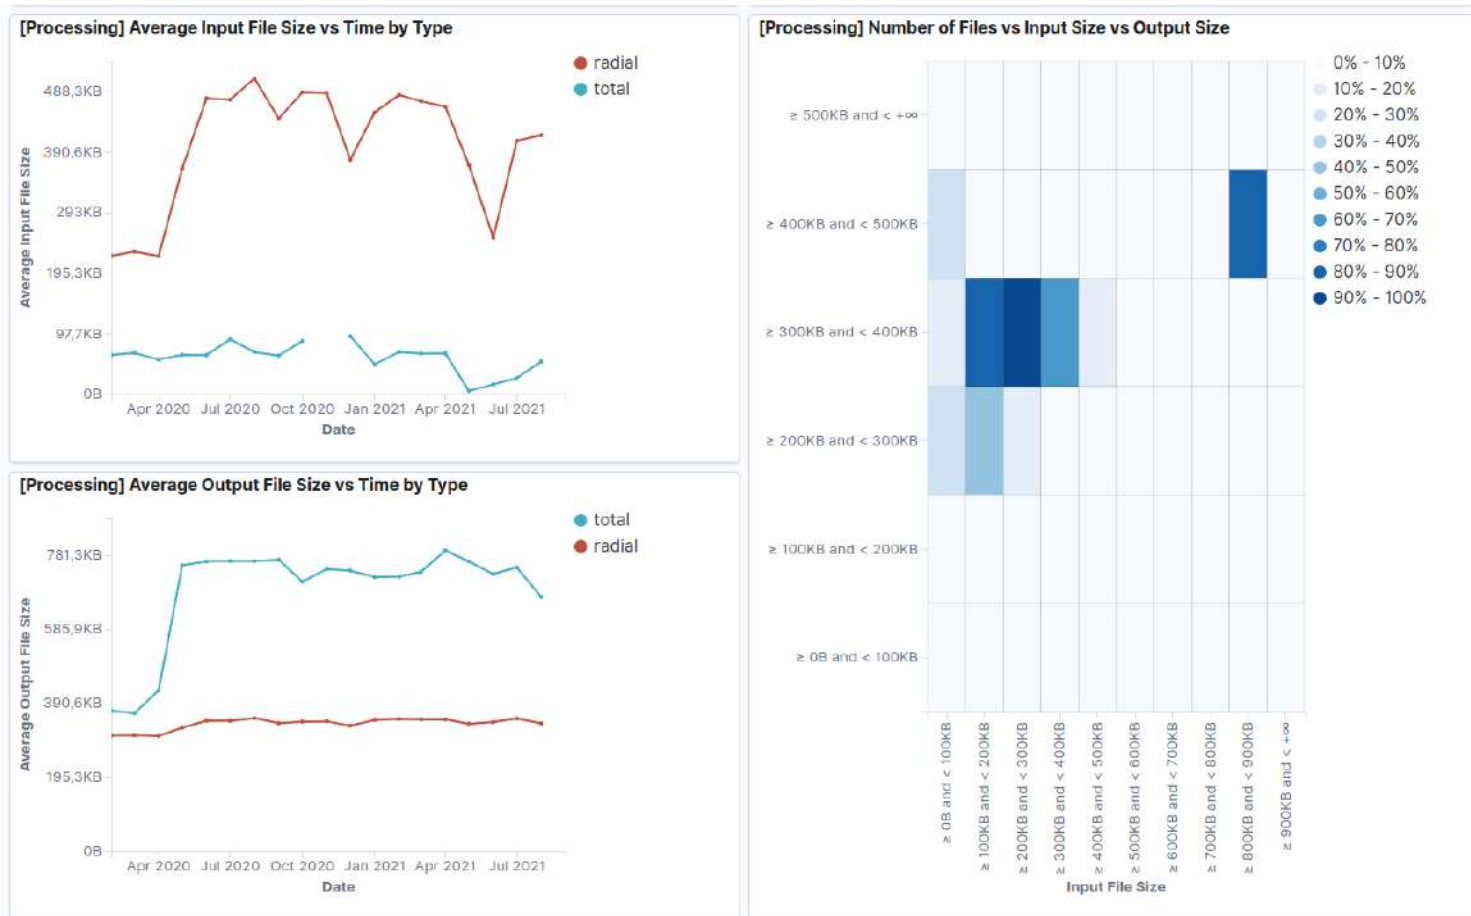 [Processing] Average Input File Size vs Time by Type
radial
total
488,3KB
390,6KB
293KB
195,3KB
97,7KB
0B
Average Input File Size
Apr 2020 Jul 2020 Oct 2020 Jan 2021 Apr 2021 Jul 2021
Date
[Processing] Average Output File Size vs Time by Type
total
radial
781,3KB
585,9KB
390,6KB
195,3KB
0B
Average Output File Size
Apr 2020 Jul 2020 Oct 2020 Jan 2021 Apr 2021 Jul 2021
Date
[Processing] Number of Files vs Input Size vs Output Size
0% - 10%
10% - 20%
20% - 30%
30% - 40%
40% - 50%
50% - 60%
60% - 70%
70% - 80%
80% - 90%
90% - 100%
≥ 500KB and < +∞
≥ 400KB and < 500KB
≥ 300KB and < 400KB
≥ 200KB and < 300KB
≥ 100KB and < 200KB
≥ 0B and < 100KB
≥ 0B and < 100KB
≥ 100KB and < 200KB
≥ 200KB and < 300KB
≥ 300KB and < 400KB
≥ 400KB and < 500KB
≥ 500KB and < 600KB
≥ 600KB and < 700KB
≥ 700KB and < 800KB
≥ 800KB and < 900KB
≥ 900KB and < +∞
Input File Size